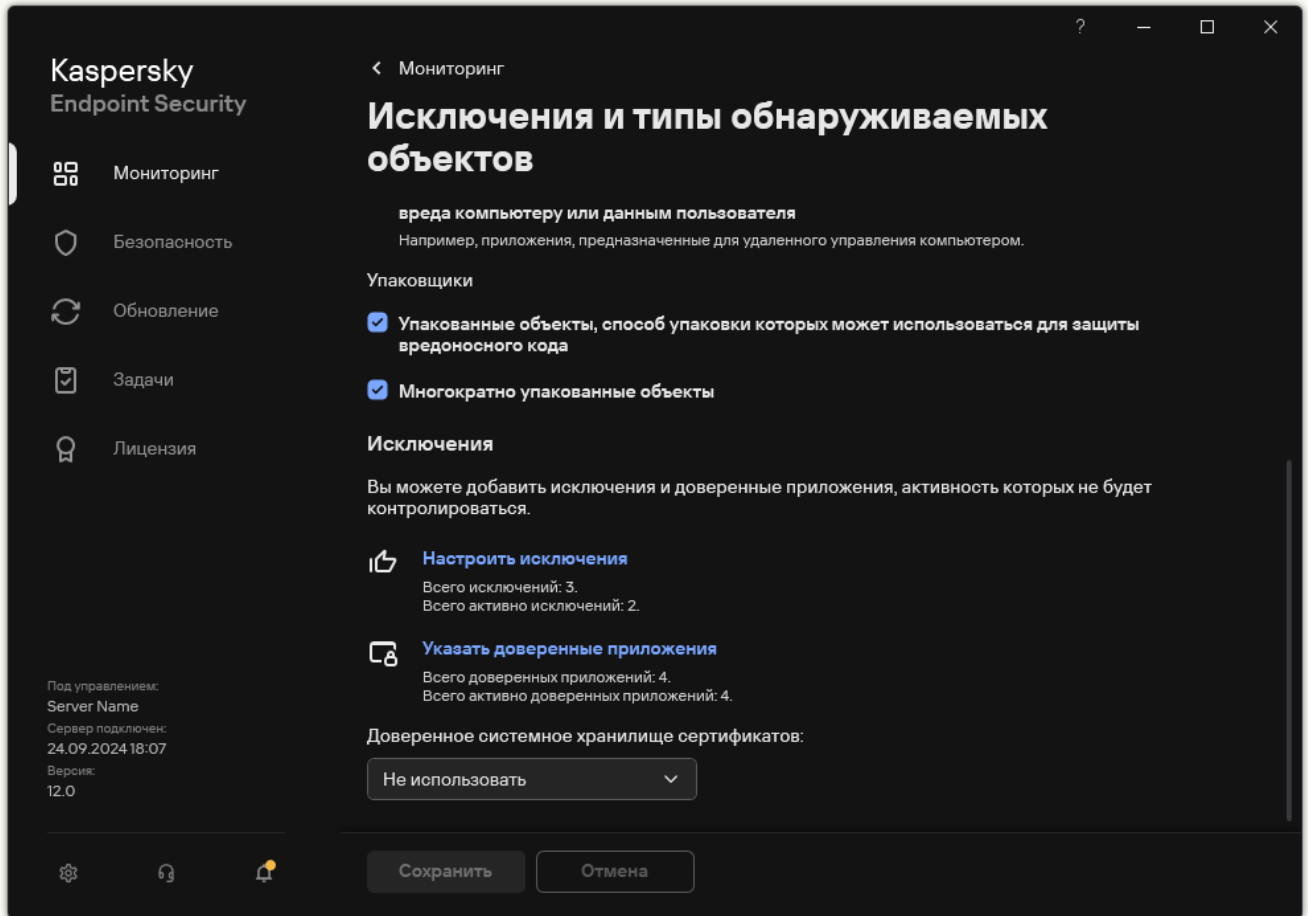 ?
Kaspersky
Endpoint Security
Мониторинг
Безопасность
Обновление
Задачи
Лицензия
Под управлением:
Server Name
Сервер подключен:
24.09.2024 18:07
Версия:
12.0
Мониторинг
Исключения и типы обнаруживаемых
объектов
вреда компьютеру или данным пользователя
Например, приложения, предназначенные для удаленного управления компьютером.
Упаковщики
Упакованные объекты, способ упаковки которых может использоваться для защиты
вредоносного кода
Многократно упакованные объекты
Исключения
Вы можете добавить исключения и доверенные приложения, активность которых не будет
контролироваться.
Настроить исключения
Всего исключений: 3.
Всего активно исключений: 2.
Указать доверенные приложения
Всего доверенных приложений: 4.
Всего активно доверенных приложений: 4.
Доверенное системное хранилище сертификатов:
Не использовать
Сохранить
Отмена